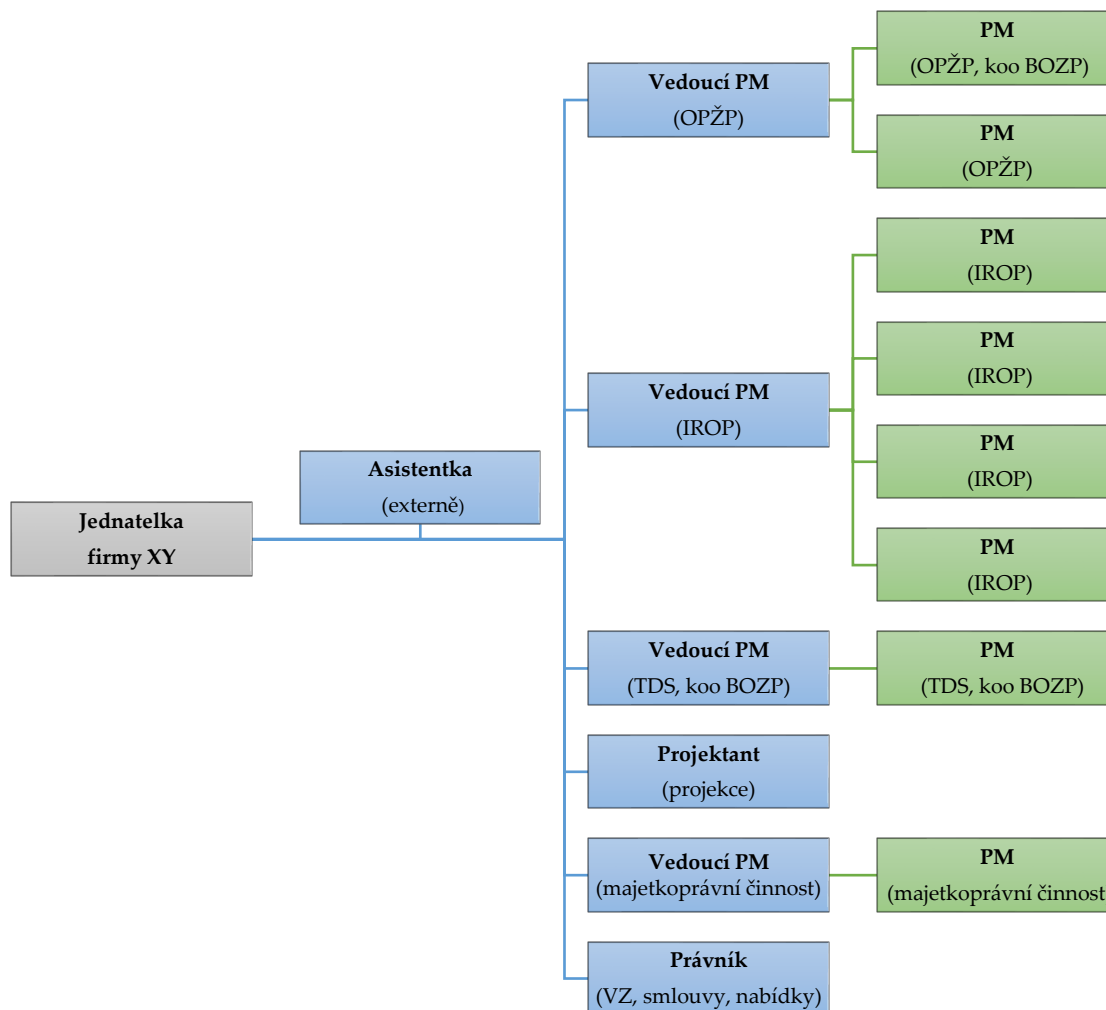 Jednatelka
firmy XY
Asistentka
(externě)
Vedoucí PM
(OPŽP)
PM
(OPŽP, koo BOZP)
PM
(OPŽP)
Vedoucí PM
(IROP)
PM
(IROP)
PM
(IROP)
PM
(IROP)
PM
(IROP)
Vedoucí PM
(TDS, koo BOZP)
PM
(TDS, koo BOZP)
Projektant
(projekce)
Vedoucí PM
(majetkoprávní činnost)
PM
(majetkoprávní činnost
Právník
(VZ, smlouvy, nabídky)